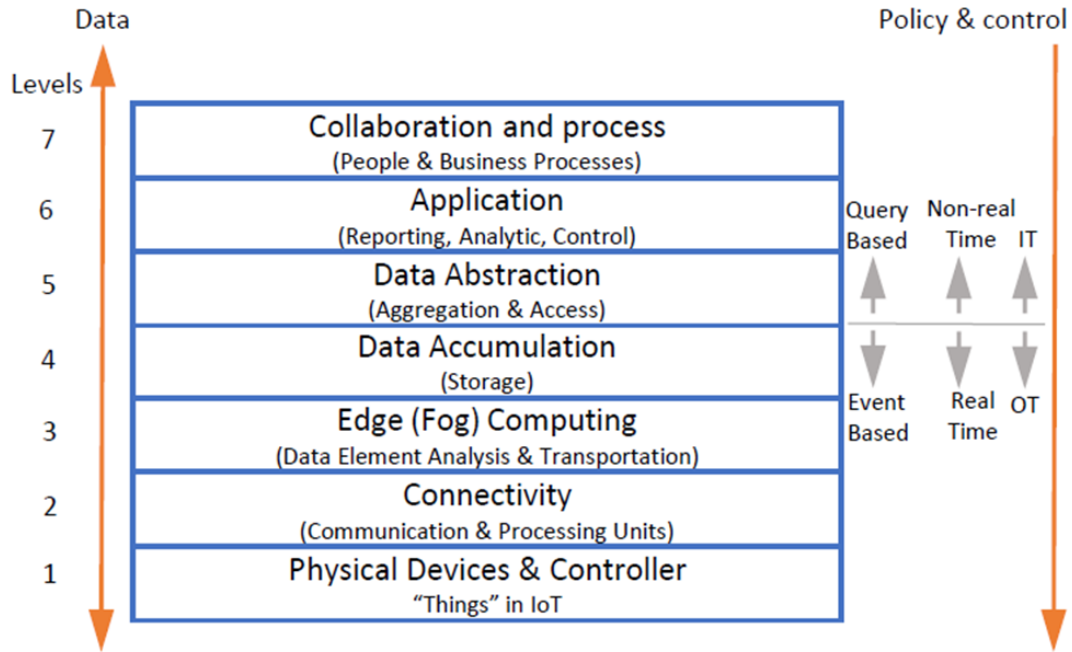 Data
Policy & control
Levels
7
Collaboration and process
(People & Business Processes)
6
Application
(Reporting, Analytic, Control)
5
Data Abstraction
(Aggregation & Access)
4
Data Accumulation
(Storage)
3
Edge (Fog) Computing
(Data Element Analysis & Transportation)
2
Connectivity
(Communication & Processing Units)
1
Physical Devices & Controller
“Things” in IoT
Query
Based
Non-real
Time
IT
Event
Based
Real
Time
OT